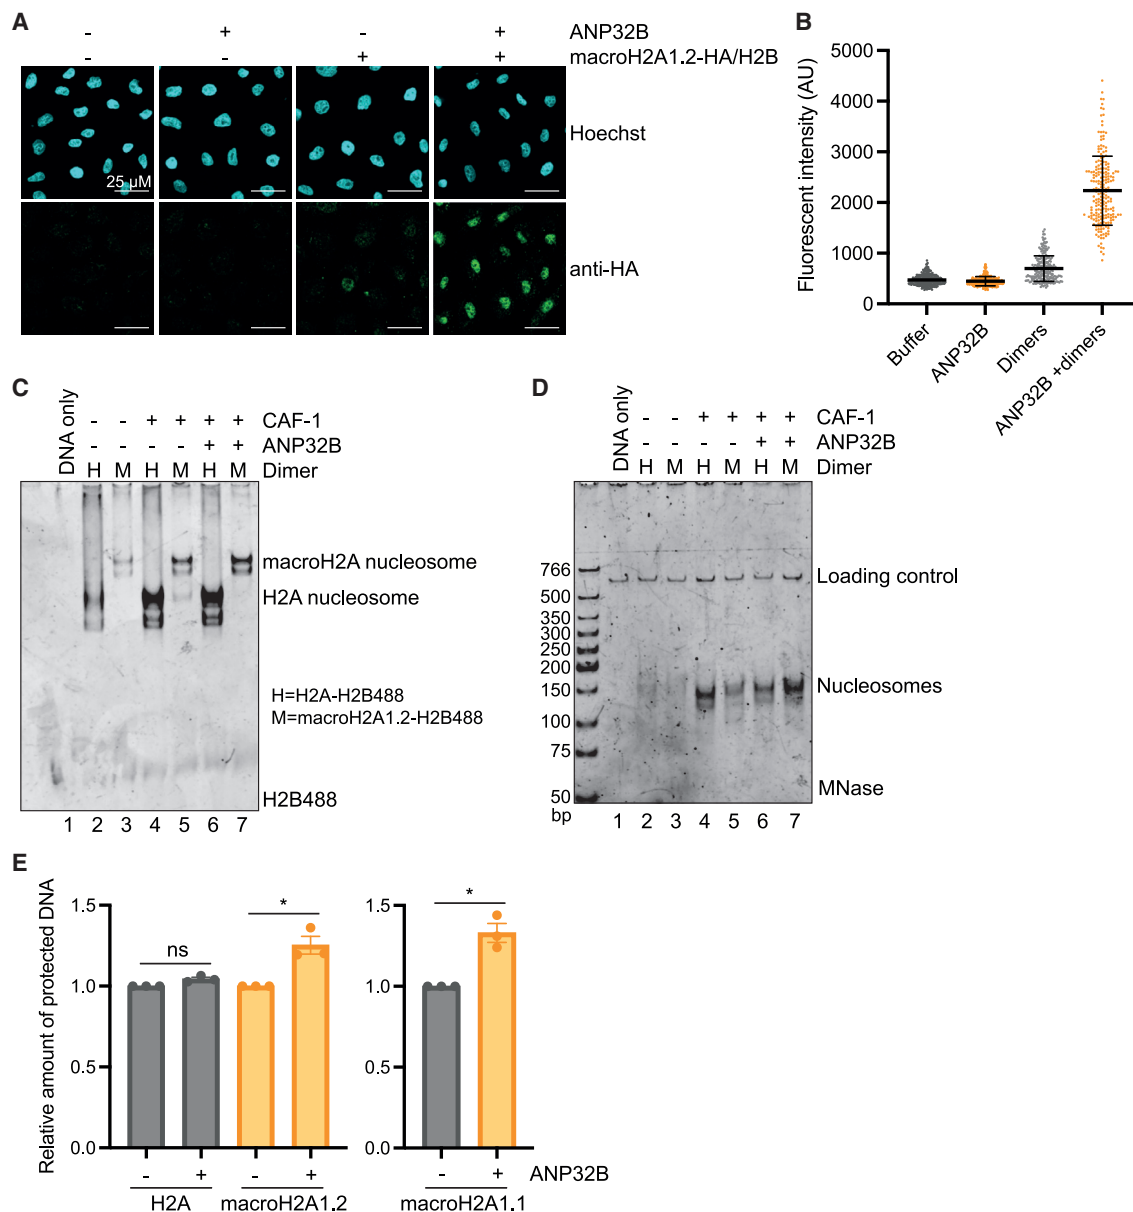 A
- + - + ANP32B
- - + + macroH2A1.2-HA/H2B
Hoechst
25 µM
anti-HA
B
Fluorescent intensity (AU)
5000
4000
3000
2000
1000
0
Buffer
ANP32B
Dimers
ANP32B +dimers
C
DNA only
- - + + + + CAF-1
- - - - + + ANP32B
H M H M H M Dimer
macroH2A nucleosome
H2A nucleosome
H=H2A-H2B488
M=macroH2A1.2-H2B488
H2B488
1 2 3 4 5 6 7
D
DNA only
- - + + + + CAF-1
- - - - + + ANP32B
H M H M H M Dimer
766
Loading control
500
350
300
250
200
Nucleosomes
150
100
75
MNase
50
bp
1 2 3 4 5 6 7
E
Relative amount of protected DNA
1.5
1.0
0.5
0.0
ns
*
- + - +
H2A macroH2A1.2
1.5
1.0
0.5
0.0
*
- + ANP32B
macroH2A1.1